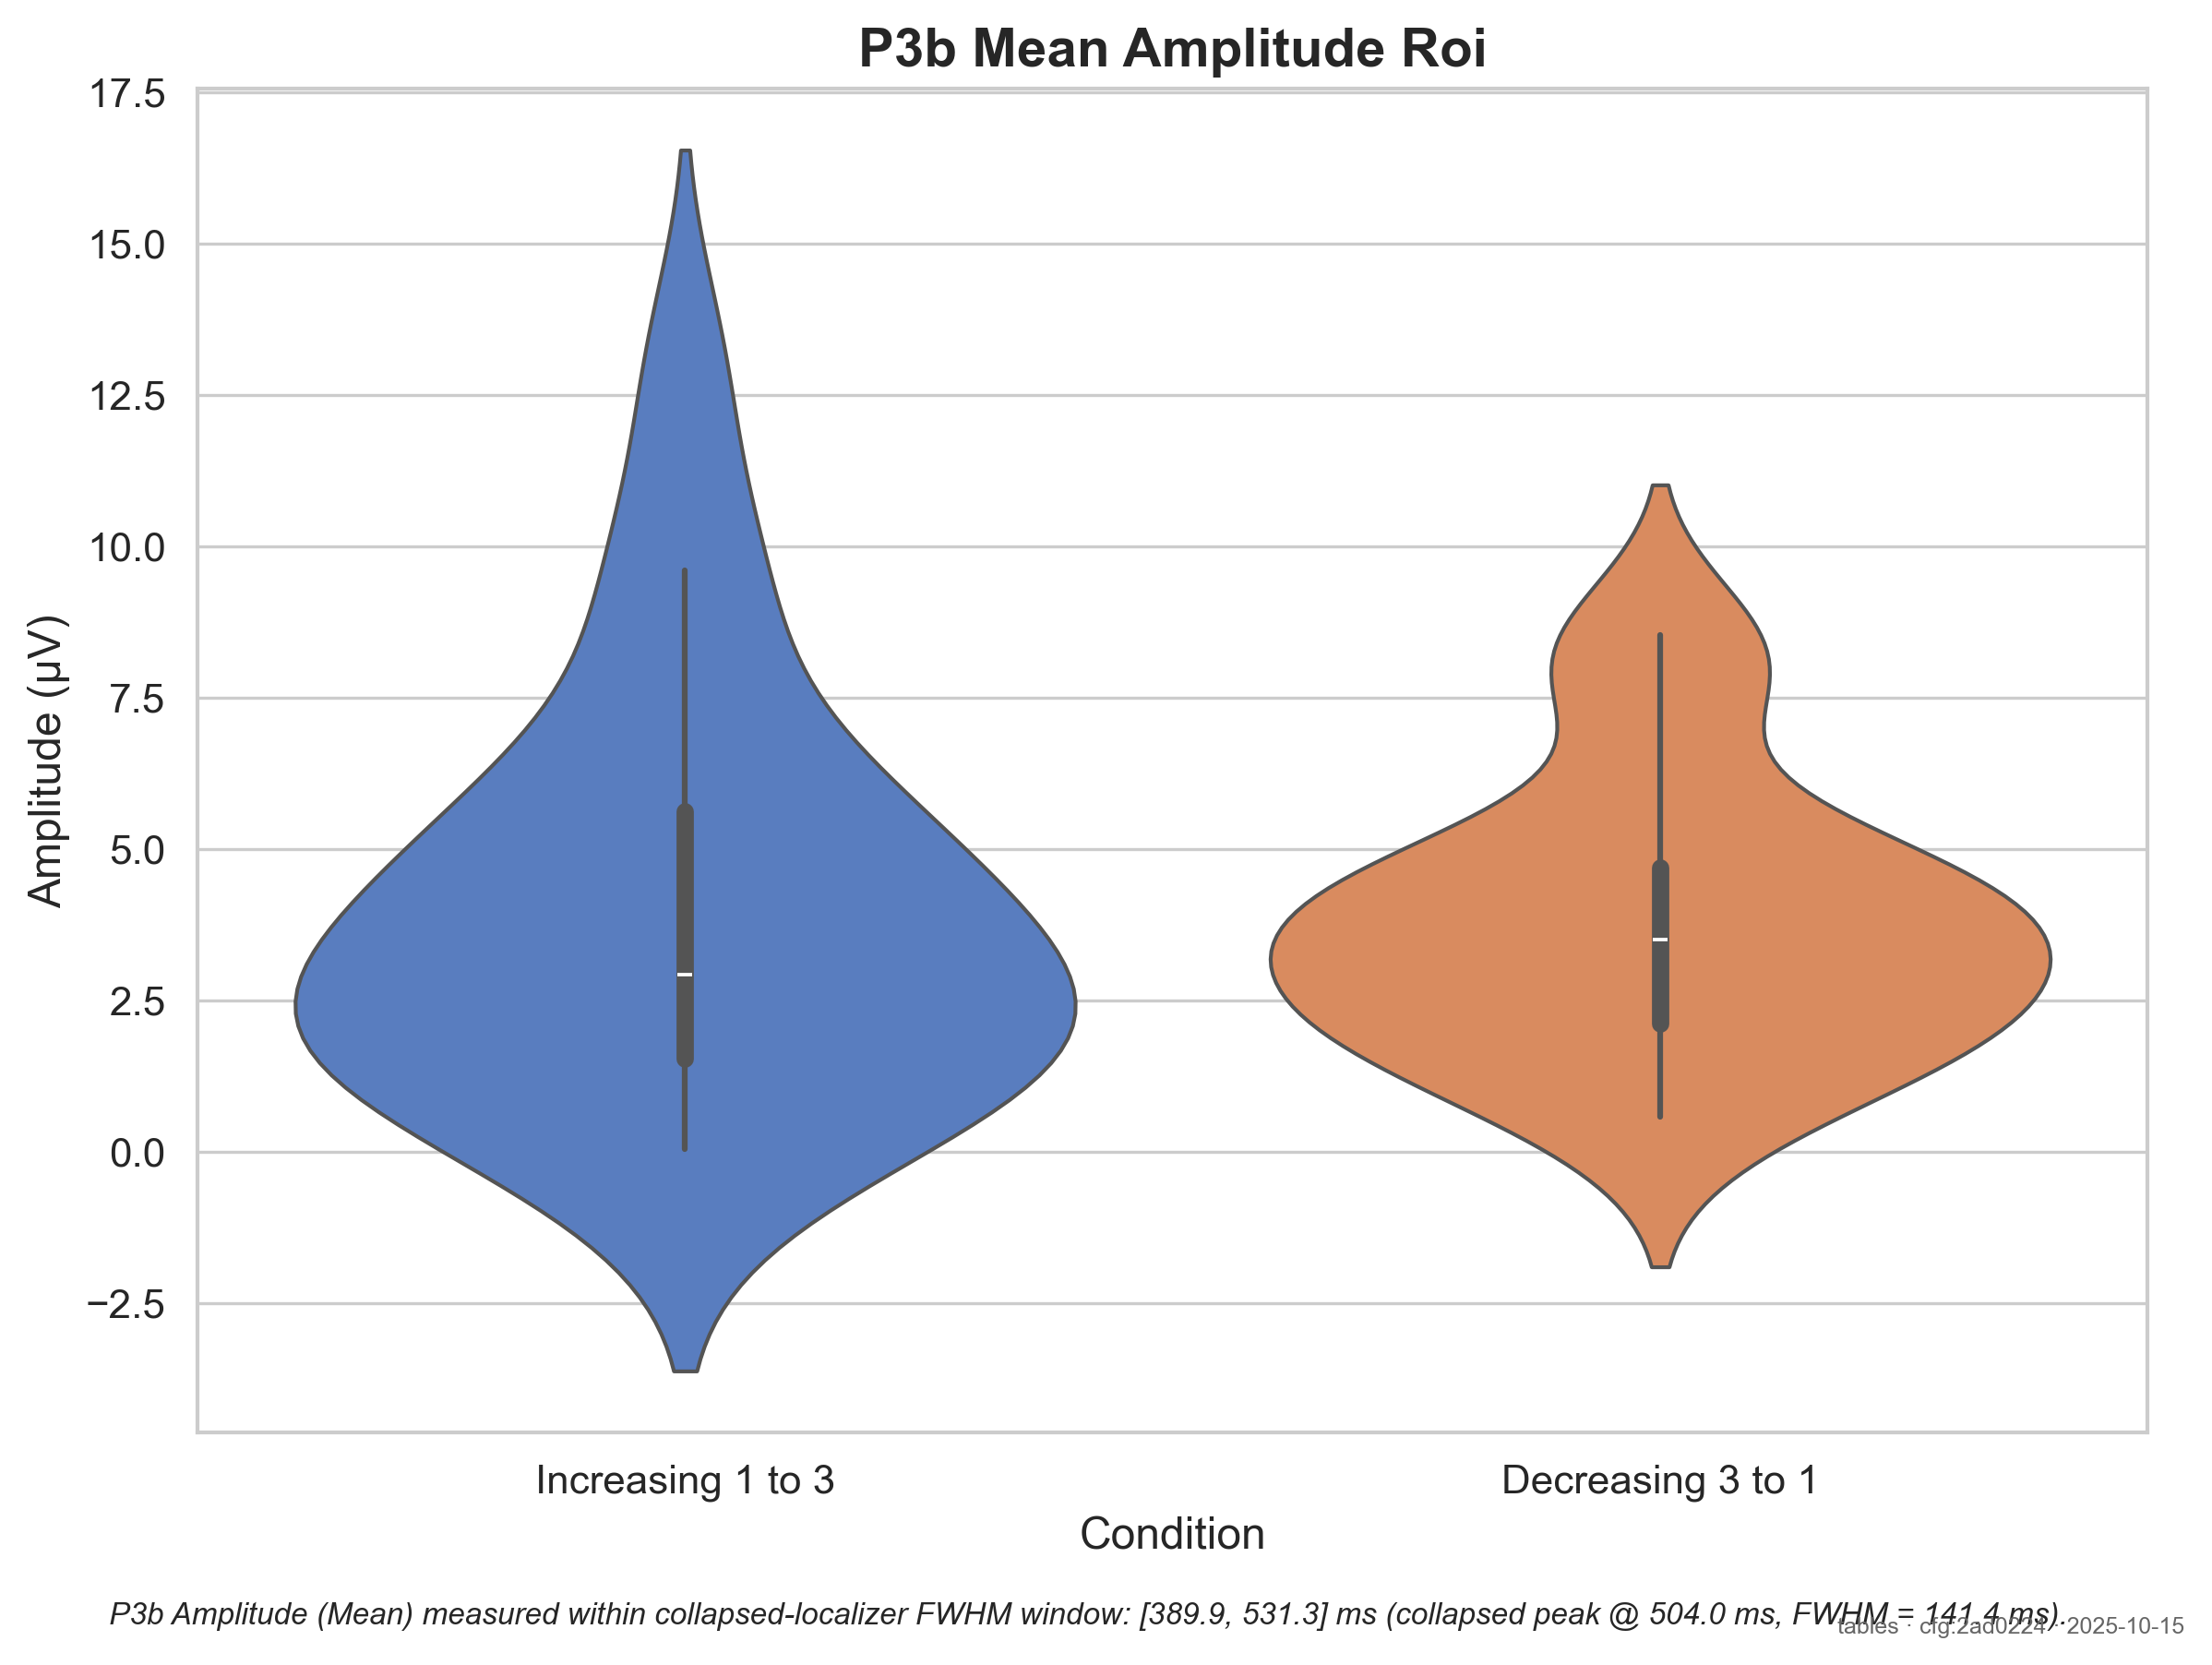 P3b Mean Amplitude Roi
17.5
15.0
12.5
10.0
7.5
5.0
2.5
0.0
−2.5
Amplitude (μV)
Increasing 1 to 3
Decreasing 3 to 1
Condition
P3b Amplitude (Mean) measured within collapsed-localizer FWHM window: [389.9, 531.3] ms (collapsed peak @ 504.0 ms, FWHM = 141.4 ms).
tables · cfg:2ad0224 · 2025-10-15